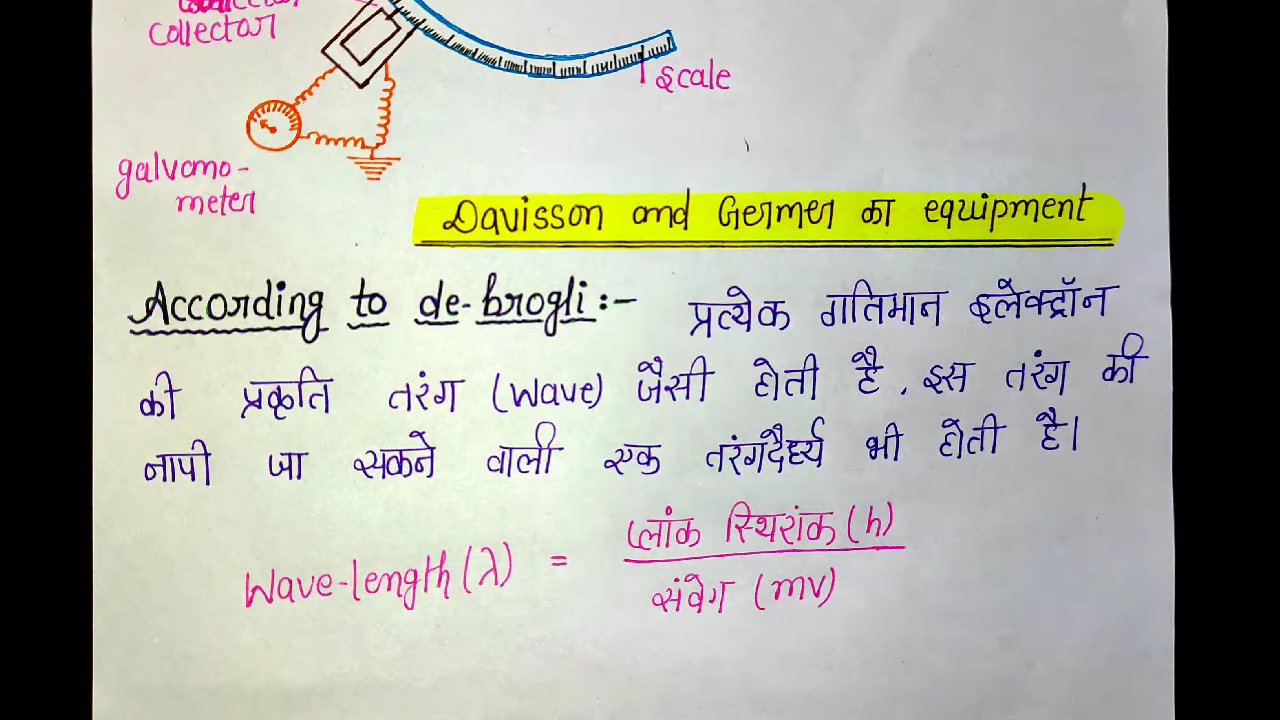 collector
scale
galvano-
meter
Davisson and Germer का equipment
According to de-brogli:- प्रत्येक गतिमान इलेक्ट्रॉन
की प्रकृति तरंग (wave) जैसी होती है, इस तरंग की
नापी जा सकने वाली एक तरंगदैर्घ्य भी होती है।
Wave-length(λ) = प्लांक स्थिरांक (h)
संवेग (mv)